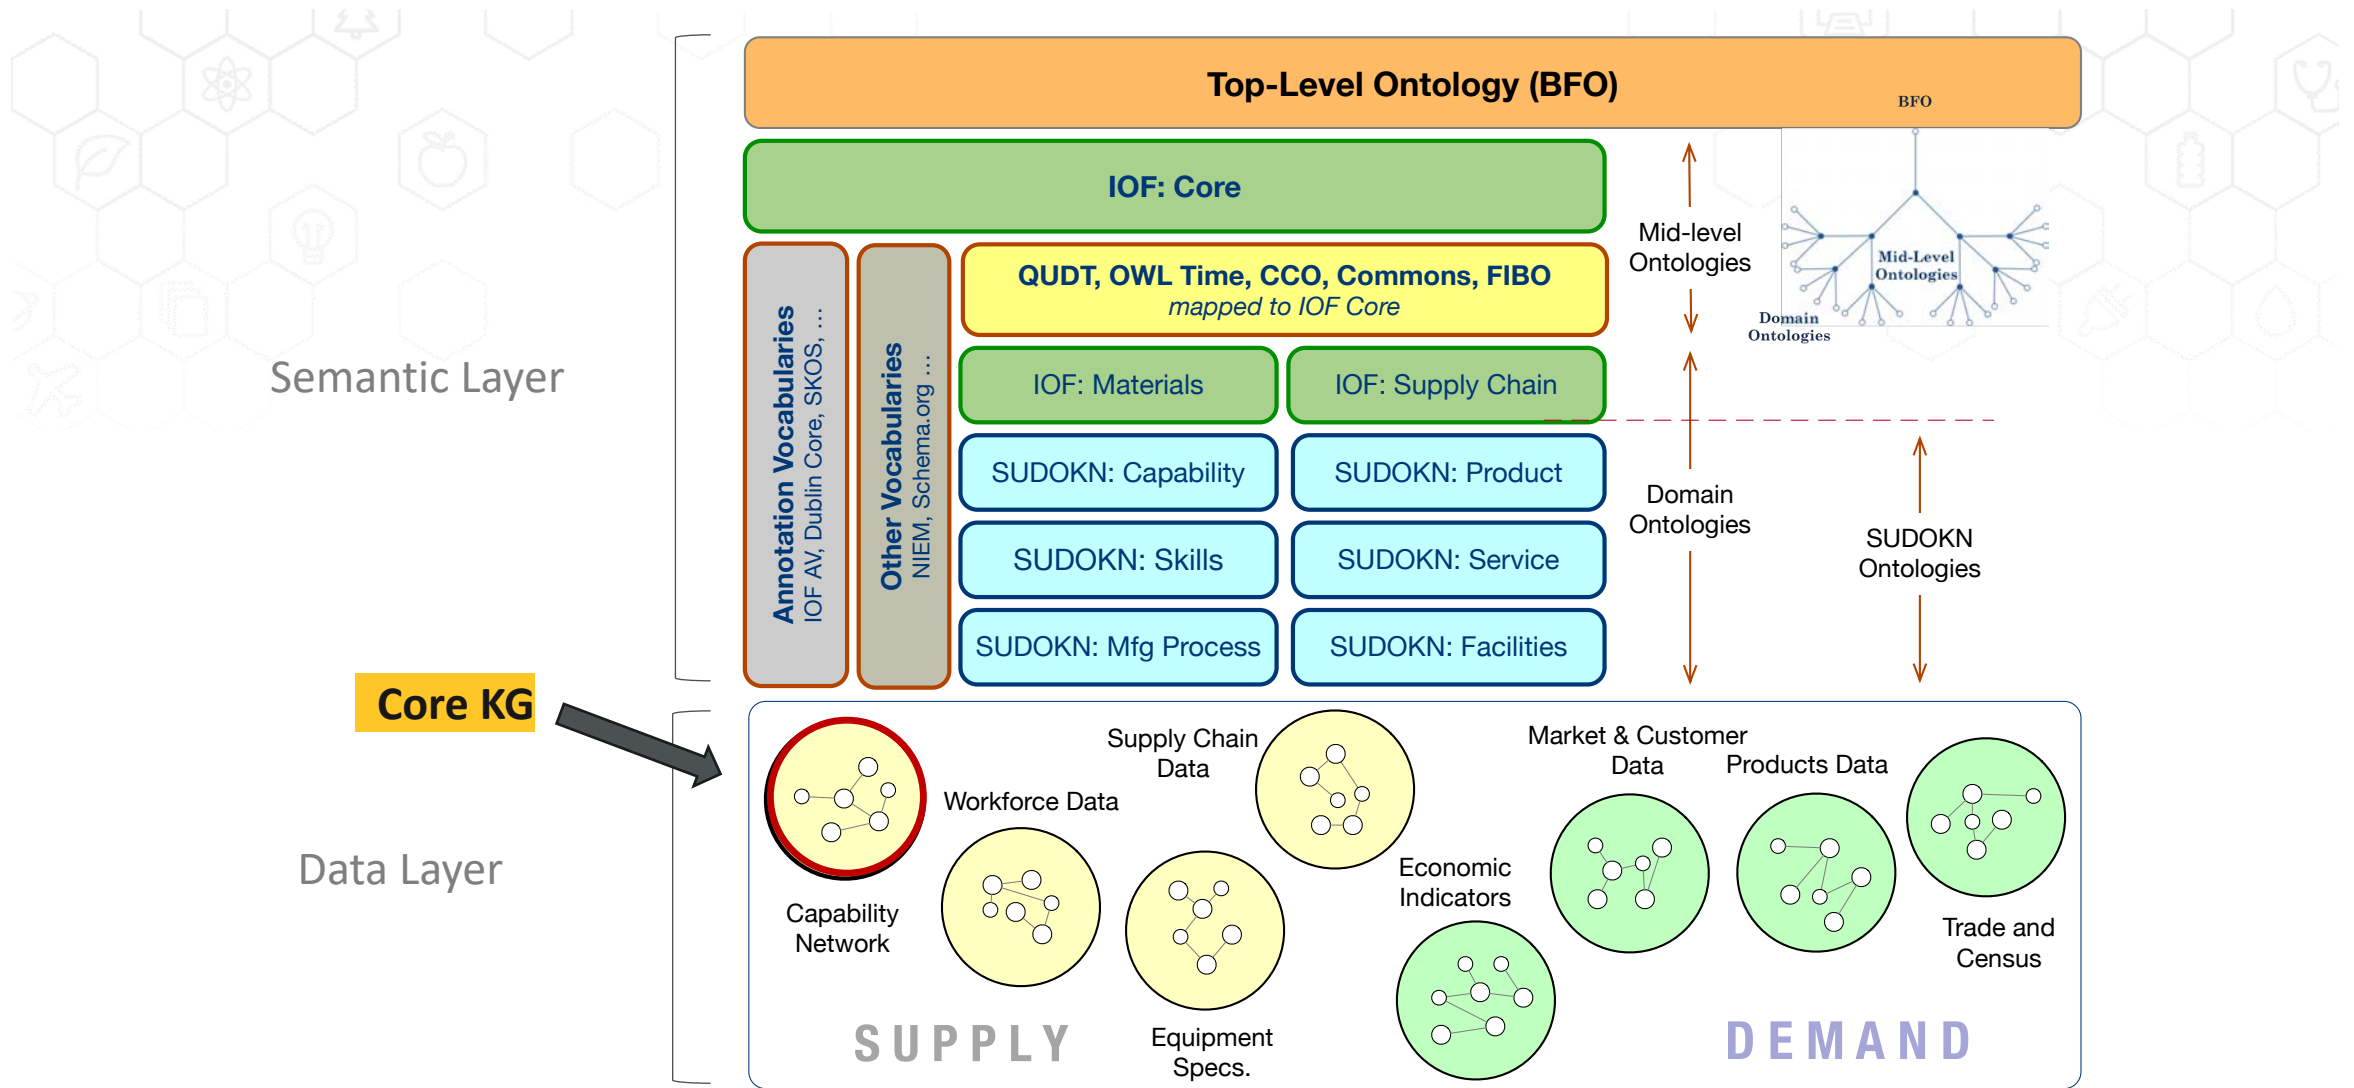 Top-Level Ontology (BFO)
BFO
IOF: Core
Mid-level
Ontologies
Mid-Level
Ontologies
Domain
Ontologies
Annotation Vocabularies
IOF AV, Dublin Core, SKOS, ...
Other Vocabularies
NIEM, Schema.org ...
QUDT, OWL Time, CCO, Commons, FIBO
mapped to IOF Core
Semantic Layer
IOF: Materials
IOF: Supply Chain
SUDOKN: Capability
SUDOKN: Product
Domain
Ontologies
SUDOKN: Skills
SUDOKN: Service
SUDOKN
Ontologies
SUDOKN: Mfg Process
SUDOKN: Facilities
Core KG
Data Layer
Capability
Network
Workforce Data
Supply Chain
Data
Equipment
Specs.
Economic
Indicators
Market & Customer
Data
Products Data
Trade and
Census
SUPPLY
DEMAND